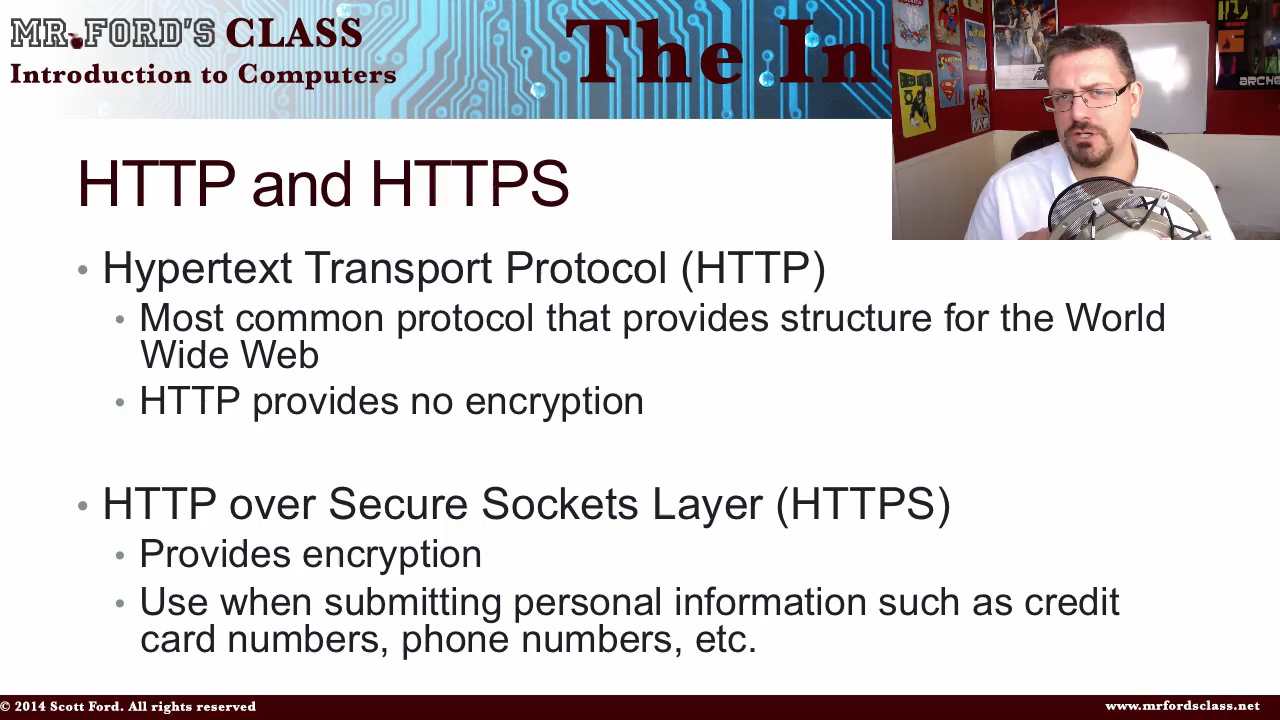 MR. FORD'S CLASS
Introduction to Computers
The In
ARCHE
HTTP and HTTPS
• Hypertext Transport Protocol (HTTP)
• Most common protocol that provides structure for the World
Wide Web
• HTTP provides no encryption
• HTTP over Secure Sockets Layer (HTTPS)
• Provides encryption
• Use when submitting personal information such as credit
card numbers, phone numbers, etc.
© 2014 Scott Ford. All rights reserved
www.mrfordsclass.net